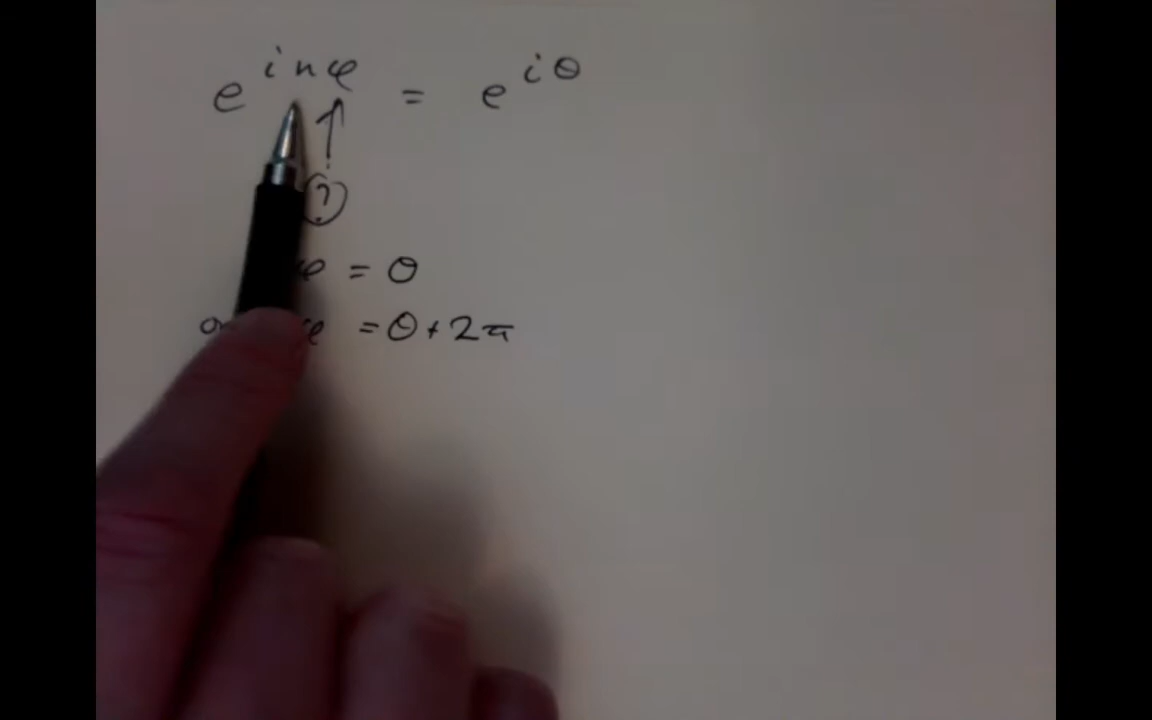 e^{inφ} = e^{iθ}
↑
?
φ = θ
φ = θ + 2π